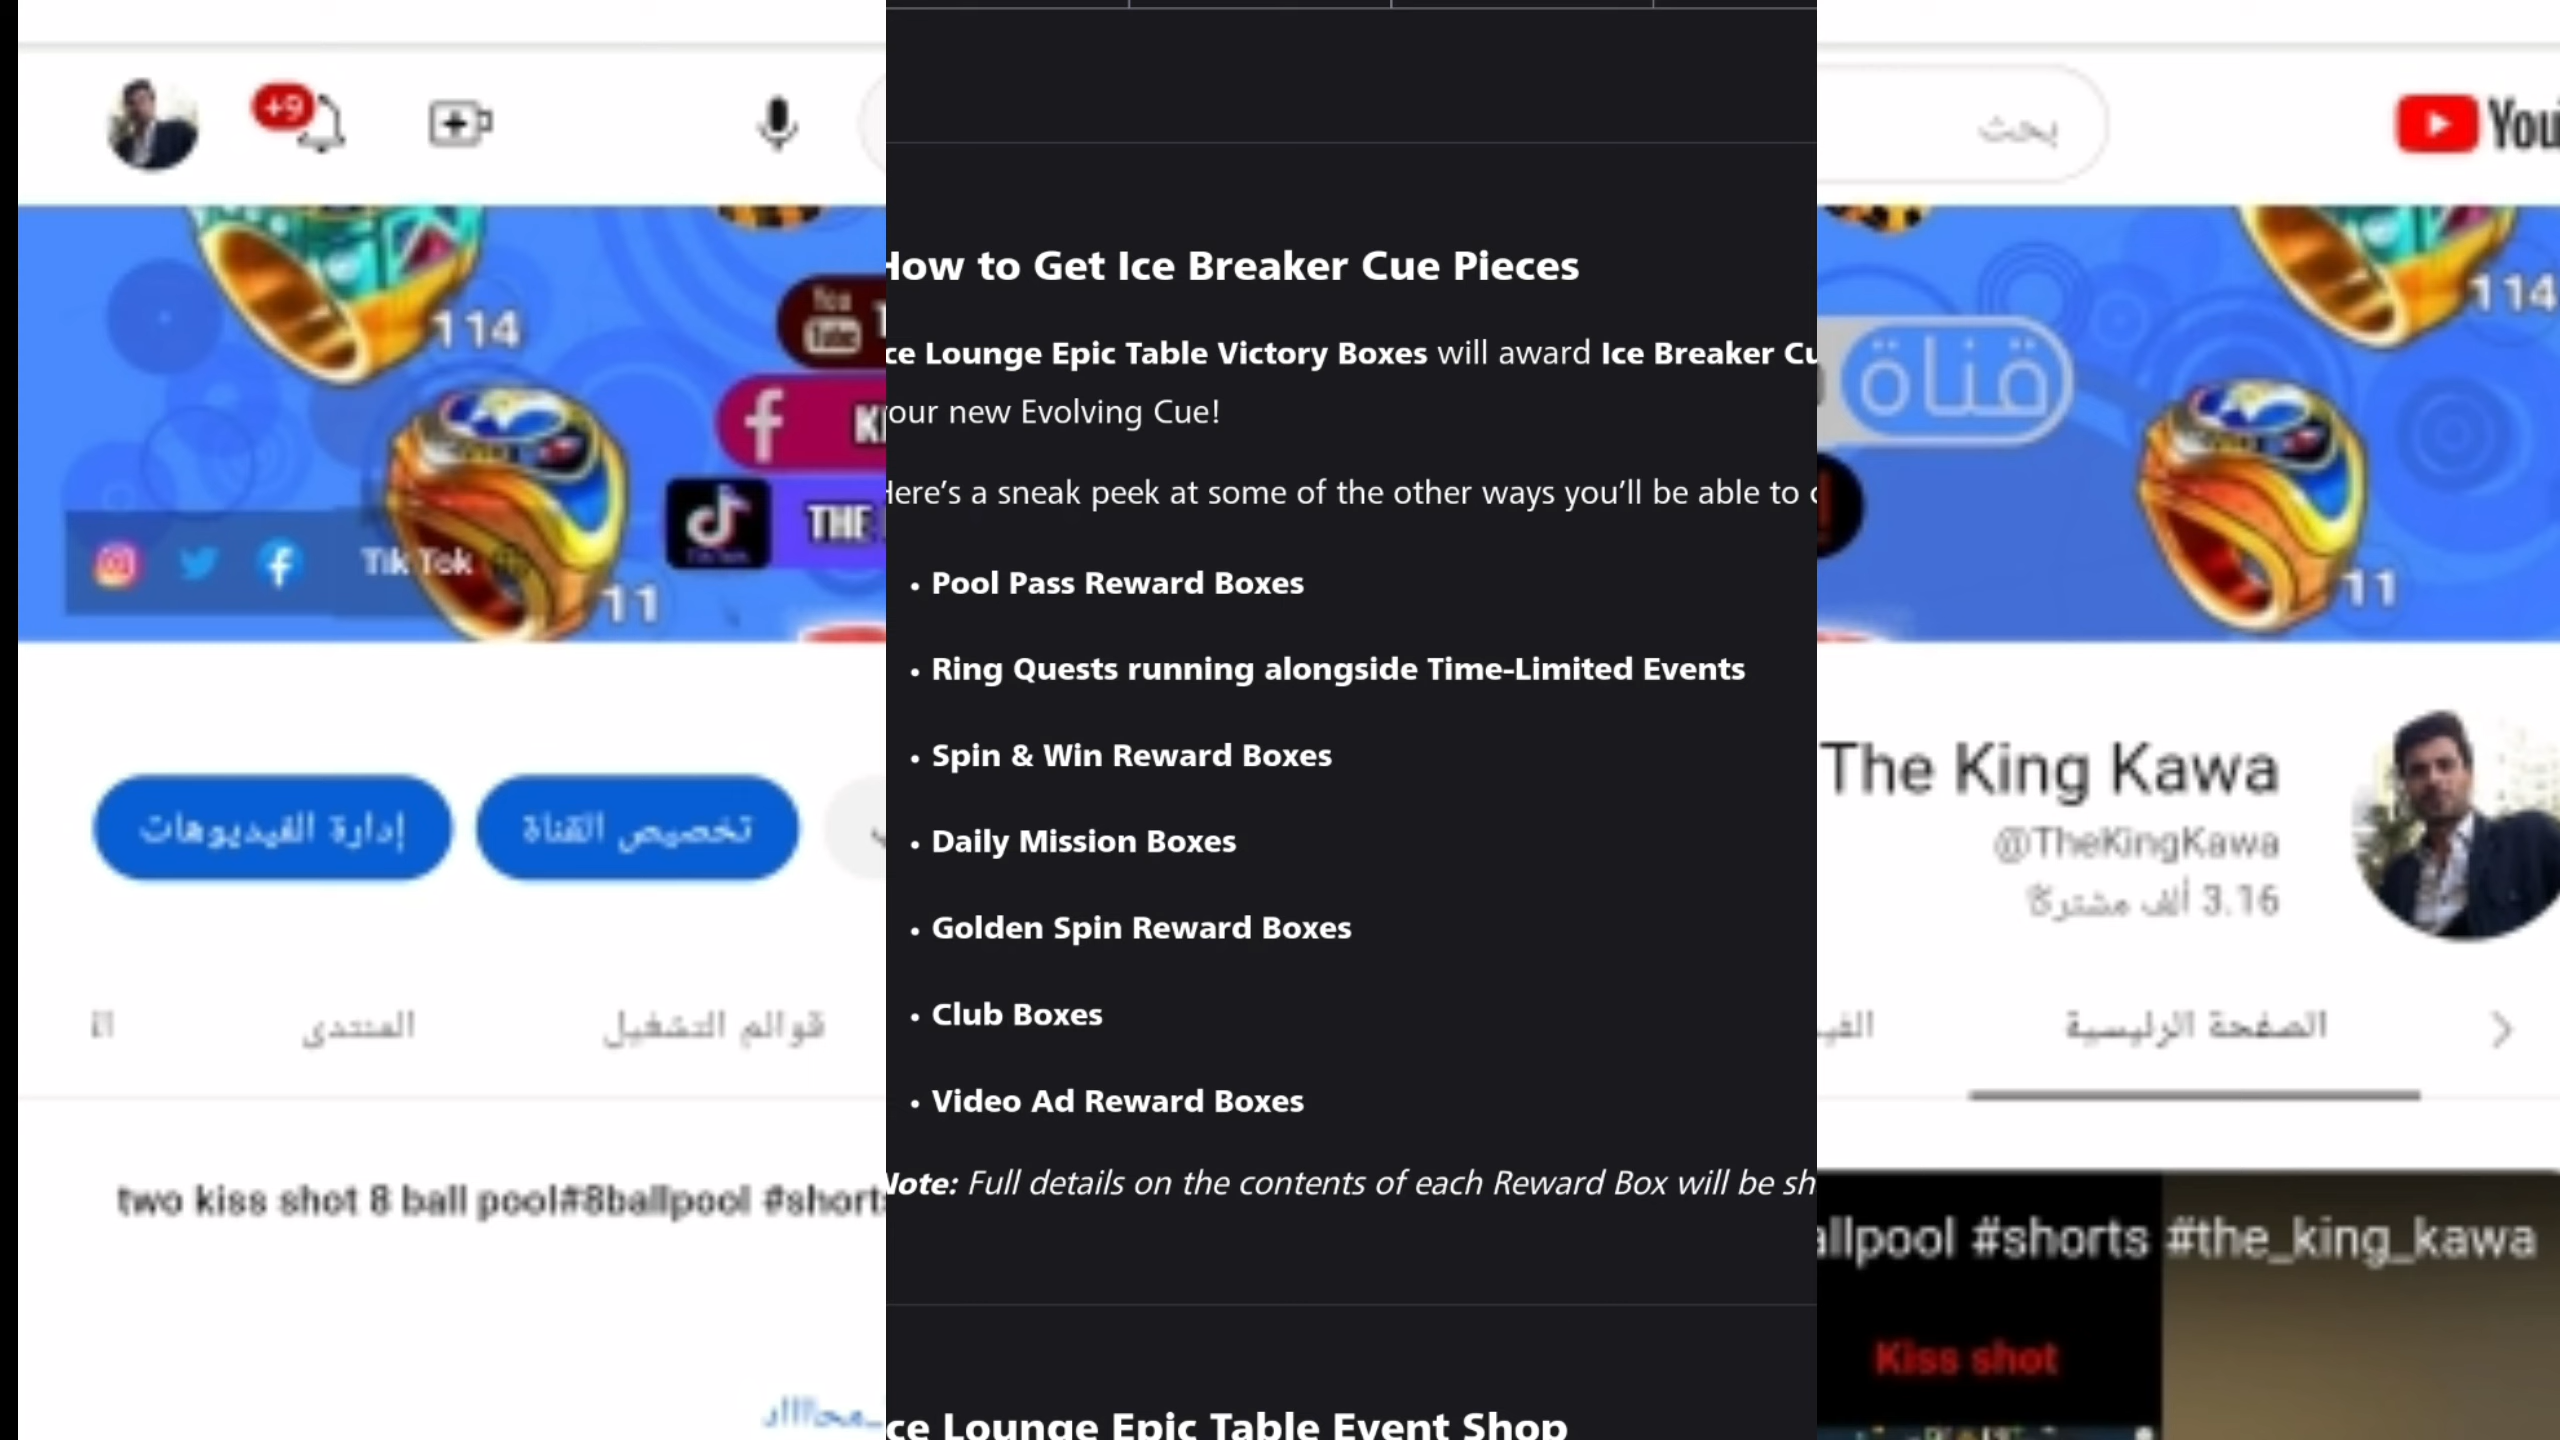 +9
بحث
You
114
You
Tube
114
قناة
K
Tik Tok
THE
11
11
The King Kawa
@TheKingKawa
3.16 ألف مشترك
إدارة الفيديوهات
تخصيص القناة
الصفحة الرئيسية
قوائم التشغيل
المنتدى
two kiss shot 8 ball pool#8ballpool #short
allpool #shorts #the_king_kawa
Kiss shot
How to Get Ice Breaker Cue Pieces
ce Lounge Epic Table Victory Boxes will award Ice Breaker Cu
our new Evolving Cue!
Here’s a sneak peek at some of the other ways you’ll be able to
• Pool Pass Reward Boxes
• Ring Quests running alongside Time-Limited Events
• Spin & Win Reward Boxes
• Daily Mission Boxes
• Golden Spin Reward Boxes
• Club Boxes
• Video Ad Reward Boxes
Note: Full details on the contents of each Reward Box will be sh
ce Lounge Epic Table Event Shop